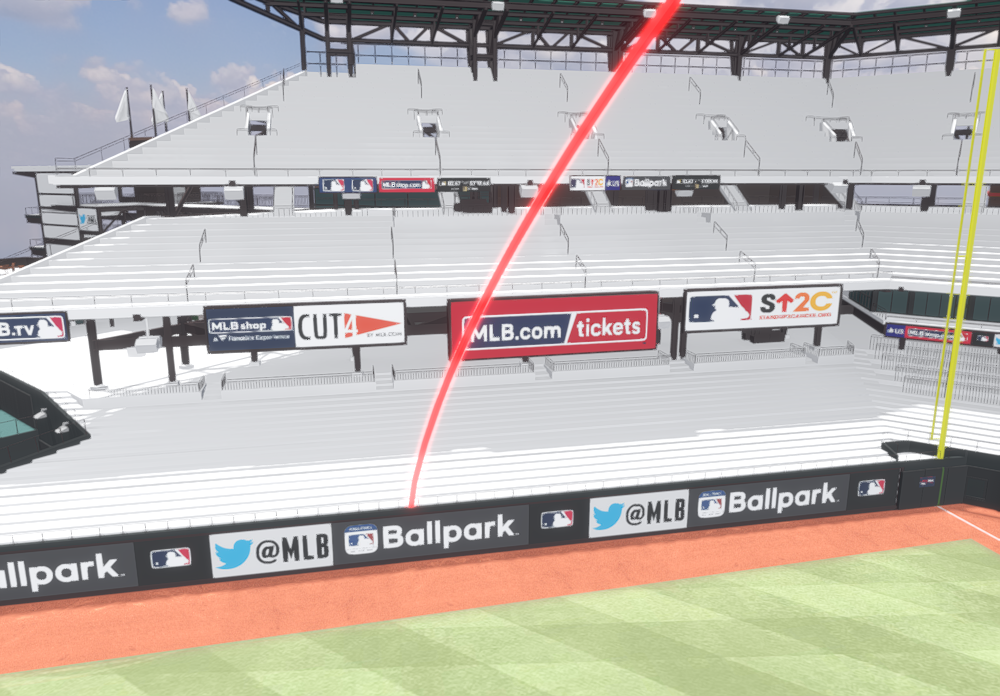 MLB shop.com
Ballpark
B.TV
MLB shop
Fanatics Experience
CUT4
BY MLB.COM
MLB.com
tickets
S↑2C
STANDUP2CANCER.ORG
@MLB
Ballpark
@MLB
Ballpark
llpark